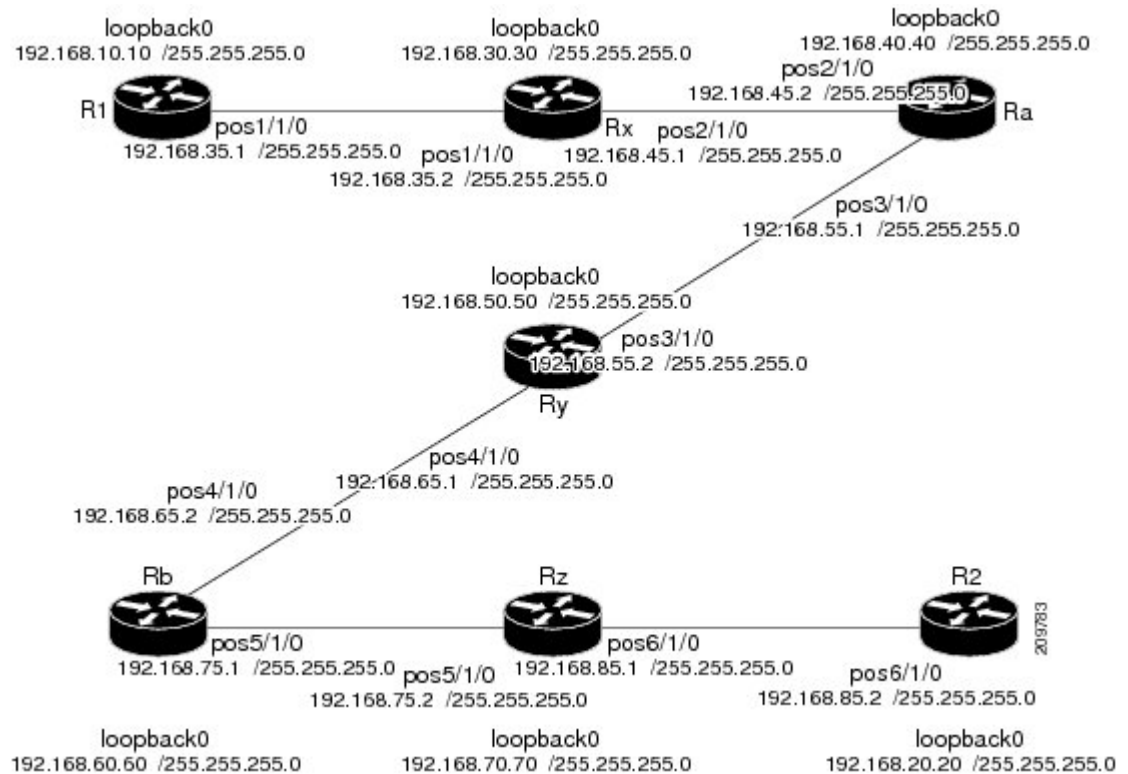 loopback0
192.168.10.10 /255.255.255.0
loopback0
192.168.30.30 /255.255.255.0
loopback0
192.168.40.40 /255.255.255.0
pos2/1/0
192.168.45.2 /255.255.255.0
R1
Rx
Ra
pos1/1/0
192.168.35.1 /255.255.255.0
pos1/1/0
192.168.35.2 /255.255.255.0
pos2/1/0
192.168.45.1 /255.255.255.0
pos3/1/0
192.168.55.1 /255.255.255.0
loopback0
192.168.50.50 /255.255.255.0
pos3/1/0
192.168.55.2 /255.255.255.0
Ry
pos4/1/0
192.168.65.1 /255.255.255.0
pos4/1/0
192.168.65.2 /255.255.255.0
Rb
Rz
R2
pos5/1/0
192.168.75.1 /255.255.255.0
pos5/1/0
192.168.75.2 /255.255.255.0
pos6/1/0
192.168.85.1 /255.255.255.0
pos6/1/0
192.168.85.2 /255.255.255.0
209783
loopback0
192.168.60.60 /255.255.255.0
loopback0
192.168.70.70 /255.255.255.0
loopback0
192.168.20.20 /255.255.255.0